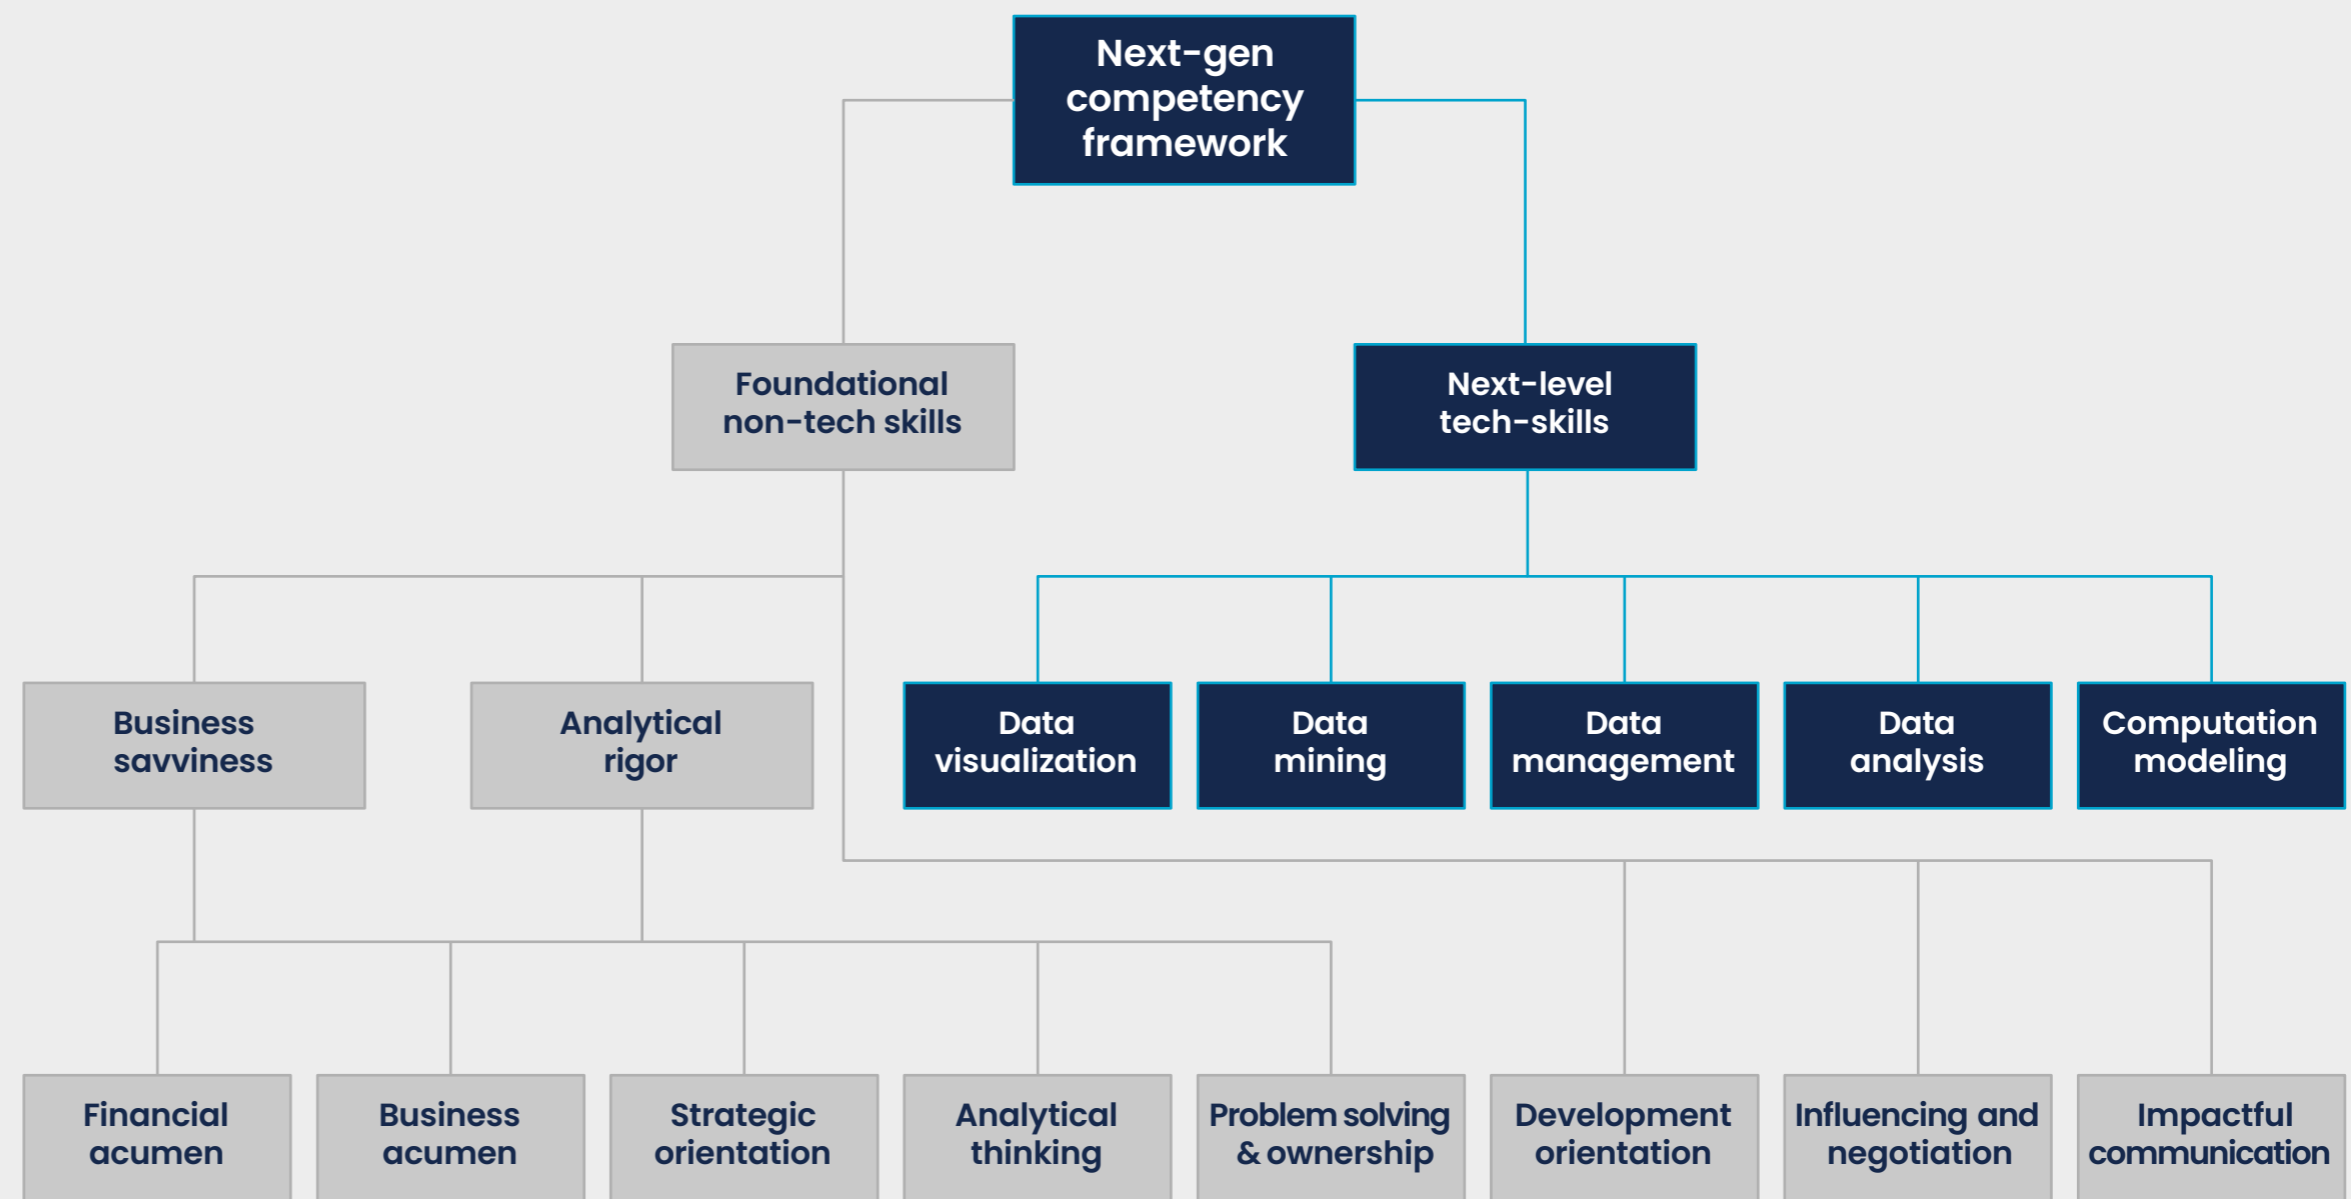 Next-gen
competency
framework
Foundational
non-tech skills
Next-level
tech-skills
Business
savviness
Analytical
rigor
Data
visualization
Data
mining
Data
management
Data
analysis
Computation
modeling
Financial
acumen
Business
acumen
Strategic
orientation
Analytical
thinking
Problem solving
& ownership
Development
orientation
Influencing and
negotiation
Impactful
communication